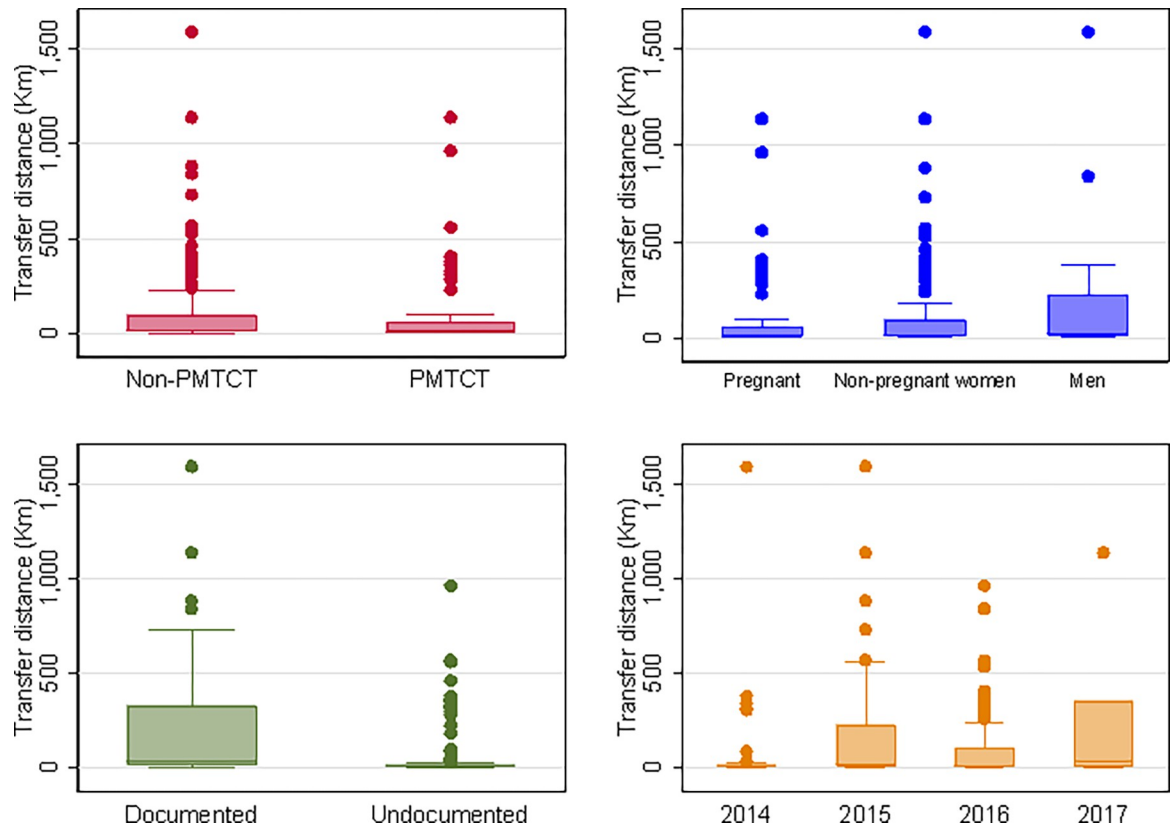 Transfer distance (Km)
1,500
1,000
500
0
Non-PMTCT PMTCT
Transfer distance (Km)
1,500
1,000
500
0
Pregnant Non-pregnant women Men
Transfer distance (Km)
1,500
1,000
500
0
Documented Undocumented
Transfer distance (Km)
1,500
1,000
500
0
2014 2015 2016 2017